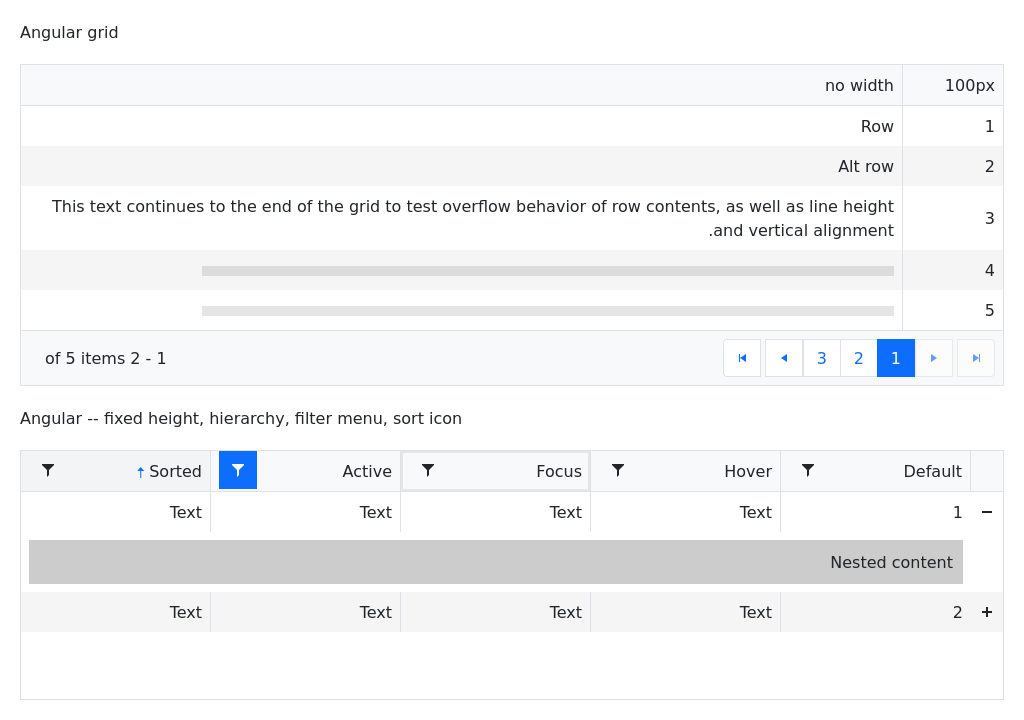 Angular grid
100px no width
1 Row
2 Alt row
3 This text continues to the end of the grid to test overflow behavior of row contents, as well as line height
.and vertical alignment
4
5
1 2 3 of 5 items 2 - 1
Angular -- fixed height, hierarchy, filter menu, sort icon
Default Hover Focus Active Sorted
1 Text Text Text Text
Nested content
2 Text Text Text Text